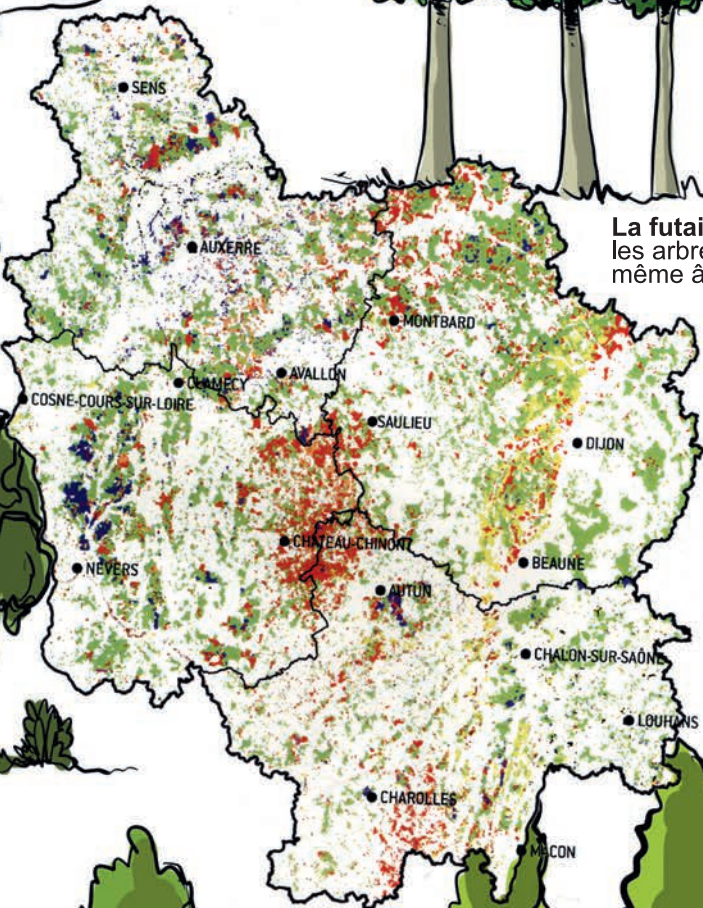 SENS
La futai
les arbre
même â
AUXERRE
MONTBARD
AVALLON
CLAMECY
COSNE-COURS-SUR-LOIRE
SAULIEU
DIJON
CHÂTEAU-CHINON
BEAUNE
NEVERS
AUTUN
CHALON-SUR-SAÔNE
LOUHANS
CHAROLLES
MACON